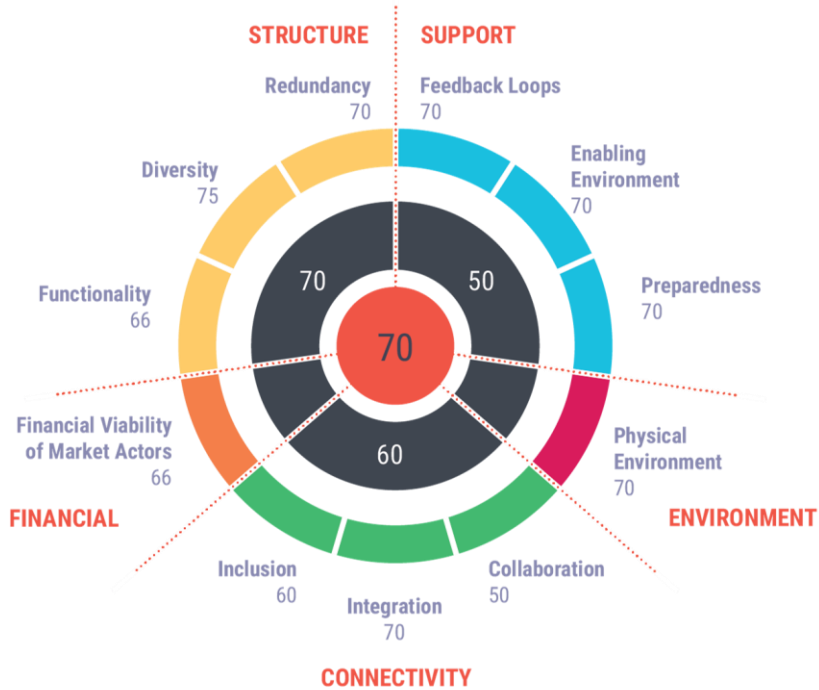 STRUCTURE
SUPPORT
Redundancy
70
Feedback Loops
70
Diversity
75
Enabling
Environment
70
Functionality
66
Preparedness
70
70
50
70
60
Financial Viability
of Market Actors
66
Physical
Environment
70
FINANCIAL
ENVIRONMENT
Inclusion
60
Integration
70
Collaboration
50
CONNECTIVITY